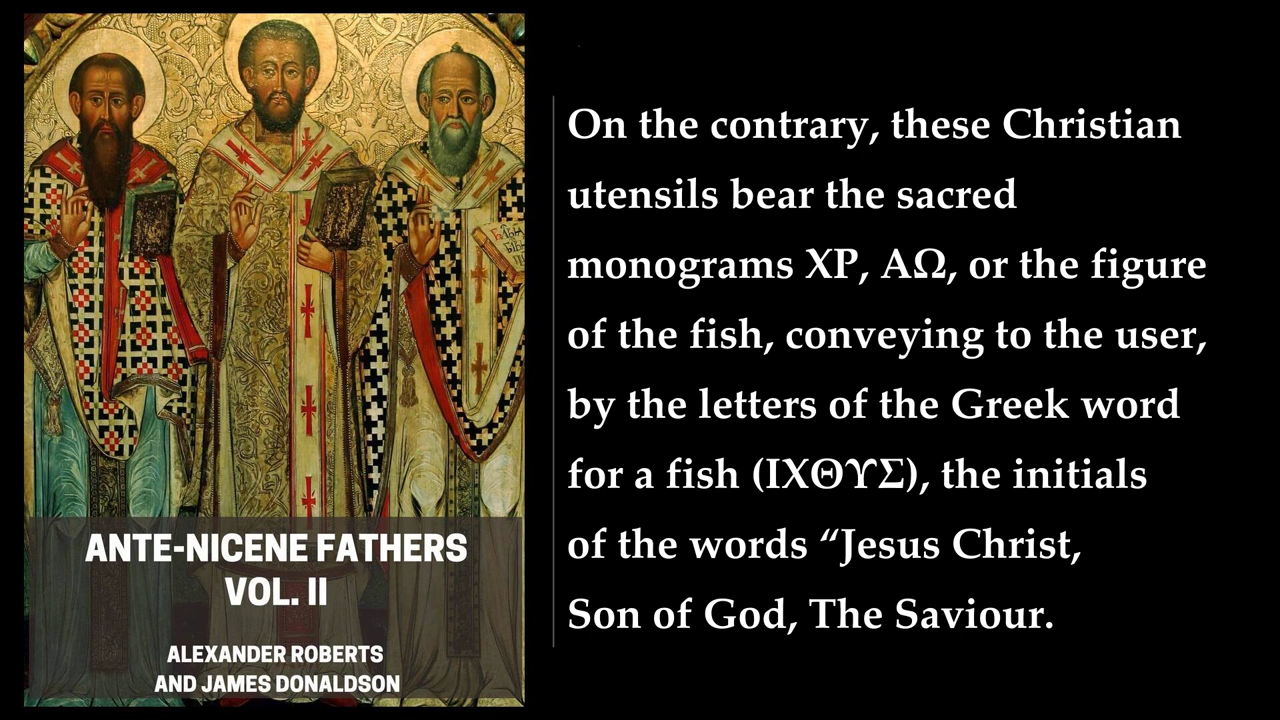 ANTE-NICENE FATHERS
VOL. II
ALEXANDER ROBERTS
AND JAMES DONALDSON
On the contrary, these Christian
utensils bear the sacred
monograms ΧΡ, ΑΩ, or the figure
of the fish, conveying to the user,
by the letters of the Greek word
for a fish (ΙΧΘϒΣ), the initials
of the words “Jesus Christ,
Son of God, The Saviour.